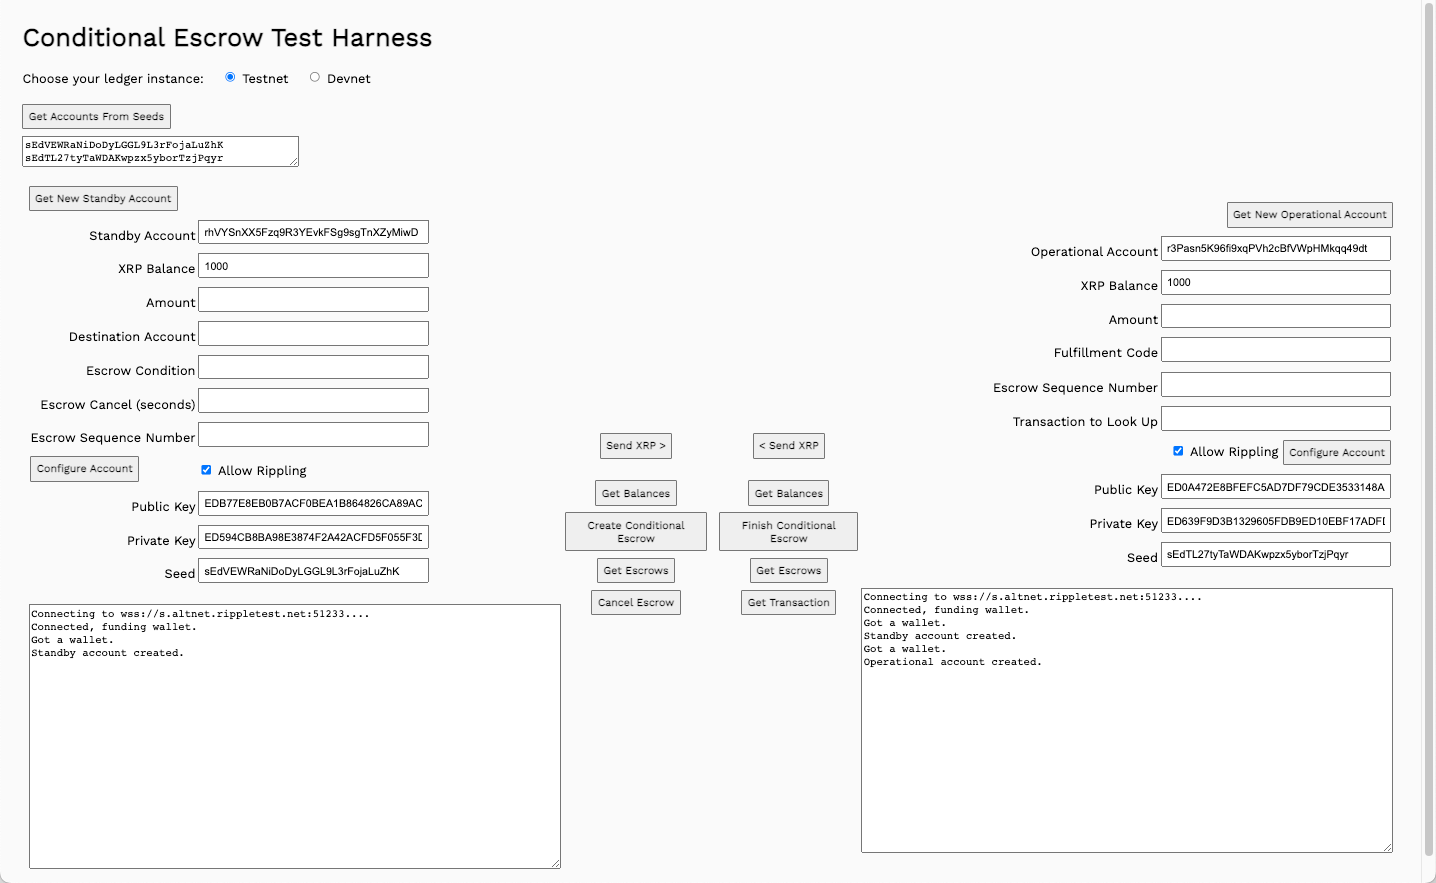 Conditional Escrow Test Harness
Choose your ledger instance: Testnet Devnet
Get Accounts From Seeds
sEdVEWRaNiDoDyLGGL9L3rFojaLuZhK
sEdTL27tyTaWDAKwpzx5yborTzjPqyr
Get New Standby Account
Standby Account rhVYSnXX5Fzq9R3YEvkFSg9sgTnXZyMiwD
XRP Balance 1000
Amount
Destination Account
Escrow Condition
Escrow Cancel (seconds)
Escrow Sequence Number
Configure Account Allow Rippling
Public Key EDB77E8EB0B7ACF0BEA1B864826CA89AC
Private Key ED594CB8BA98E3874F2A42ACFD5F055F3D
Seed sEdVEWRaNiDoDyLGGL9L3rFojaLuZhK
Connecting to wss://s.altnet.rippletest.net:51233....
Connected, funding wallet.
Got a wallet.
Standby account created.
Send XRP >
Get Balances
Create Conditional
Escrow
Get Escrows
Cancel Escrow
< Send XRP
Get Balances
Finish Conditional
Escrow
Get Escrows
Get Transaction
Get New Operational Account
Operational Account r3Pasn5K96fi9xqPVh2cBfVWpHMkqq49dt
XRP Balance 1000
Amount
Fulfillment Code
Escrow Sequence Number
Transaction to Look Up
Allow Rippling Configure Account
Public Key ED0A472E8BFEFC5AD7DF79CDE3533148A
Private Key ED639F9D3B1329605FDB9ED10EBF17ADFD
Seed sEdTL27tyTaWDAKwpzx5yborTzjPqyr
Connecting to wss://s.altnet.rippletest.net:51233....
Connected, funding wallet.
Got a wallet.
Standby account created.
Got a wallet.
Operational account created.